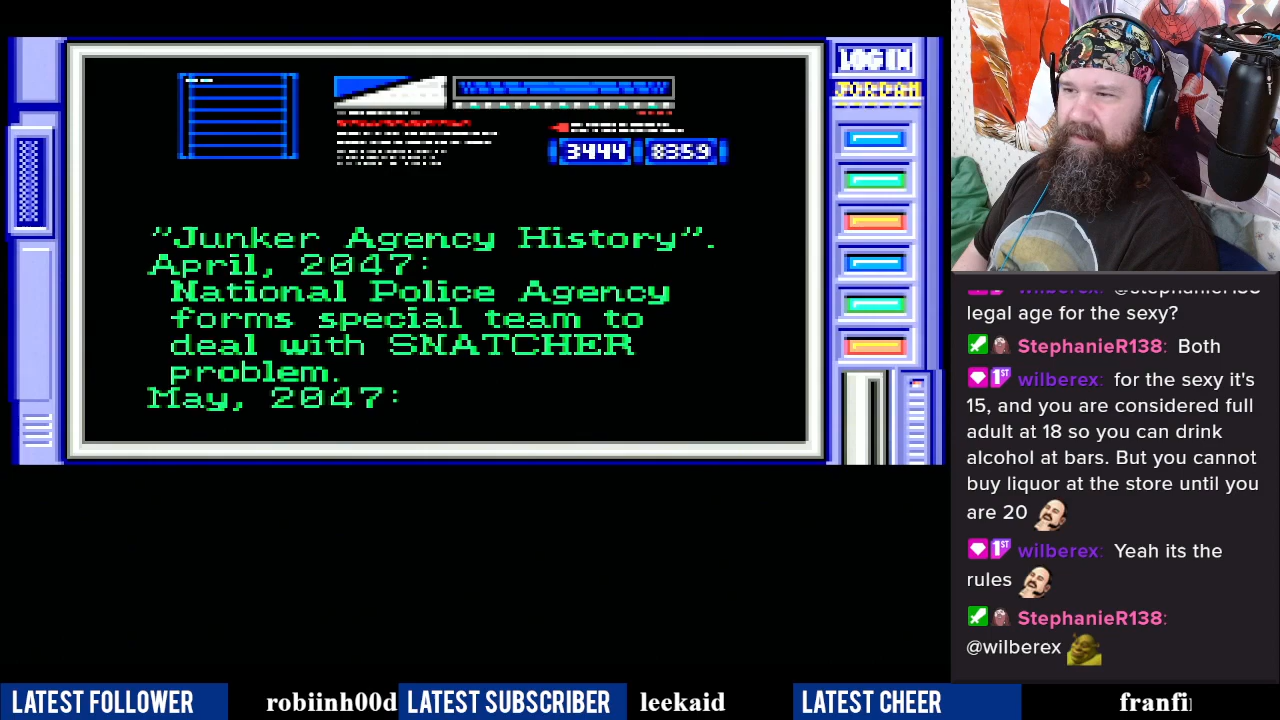 LOG IN
JORDAN
3444 8359
"Junker Agency History".
April, 2047:
National Police Agency
forms special team to
deal with SNATCHER
problem.
May, 2047:
legal age for the sexy?
StephanieR138: Both
wilberex: for the sexy it's
15, and you are considered full
adult at 18 so you can drink
alcohol at bars. But you cannot
buy liquor at the store until you
are 20
wilberex: Yeah its the
rules
StephanieR138:
@wilberex
LATEST FOLLOWER robiinh00d LATEST SUBSCRIBER leekaid LATEST CHEER franfi